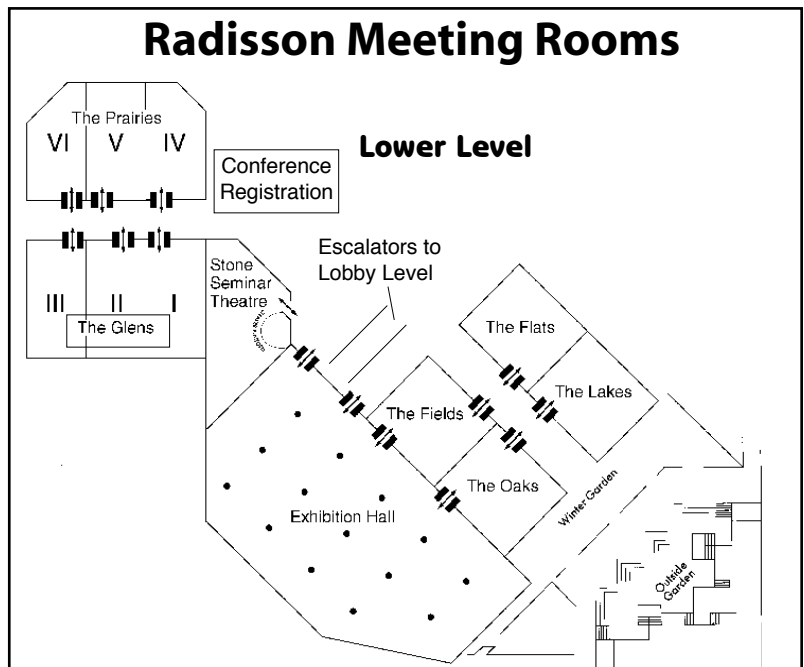 Radisson Meeting Rooms
The Prairies
VI V IV
Lower Level
Conference
Registration
Escalators to
Lobby Level
Stone
Seminar
Theatre
III II I
The Glens
The Flats
The Lakes
The Fields
The Oaks
Exhibition Hall
Winter Garden
Outside
Garden